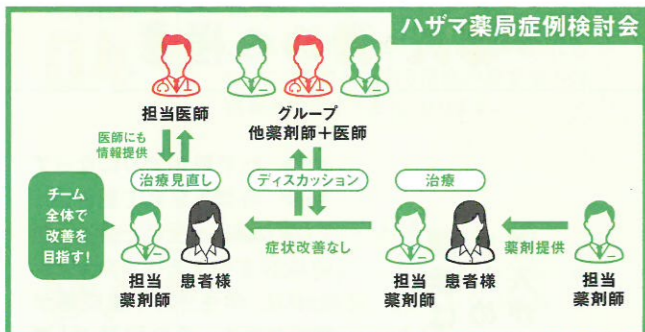 ハザマ薬局症例検討会
担当医師
グループ
他薬剤師+医師
医師にも
情報提供
治療見直し
ディスカッション
治療
チーム
全体で
改善を
目指す!
症状改善なし
薬剤提供
担当
薬剤師
患者様
担当
薬剤師
患者様
担当
薬剤師